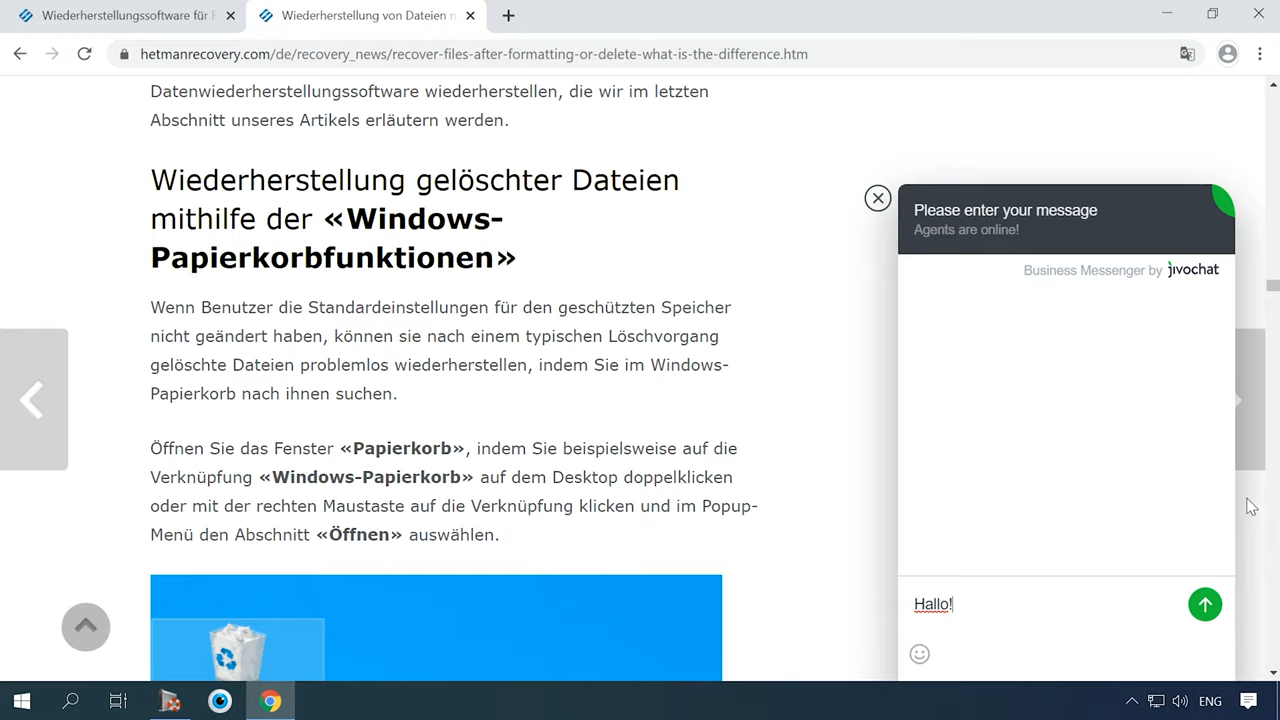 Wiederherstellungssoftware für F
Wiederherstellung von Dateien n
hetmanrecovery.com/de/recovery_news/recover-files-after-formatting-or-delete-what-is-the-difference.htm
Datenwiederherstellungssoftware wiederherstellen, die wir im letzten
Abschnitt unseres Artikels erläutern werden.
Wiederherstellung gelöschter Dateien
mithilfe der «Windows-
Papierkorbfunktionen»
Wenn Benutzer die Standardeinstellungen für den geschützten Speicher
nicht geändert haben, können sie nach einem typischen Löschvorgang
gelöschte Dateien problemlos wiederherstellen, indem Sie im Windows-
Papierkorb nach ihnen suchen.
Öffnen Sie das Fenster «Papierkorb», indem Sie beispielsweise auf die
Verknüpfung «Windows-Papierkorb» auf dem Desktop doppelklicken
oder mit der rechten Maustaste auf die Verknüpfung klicken und im Popup-
Menü den Abschnitt «Öffnen» auswählen.
Please enter your message
Agents are online!
Business Messenger by jivochat
Hallo!
ENG